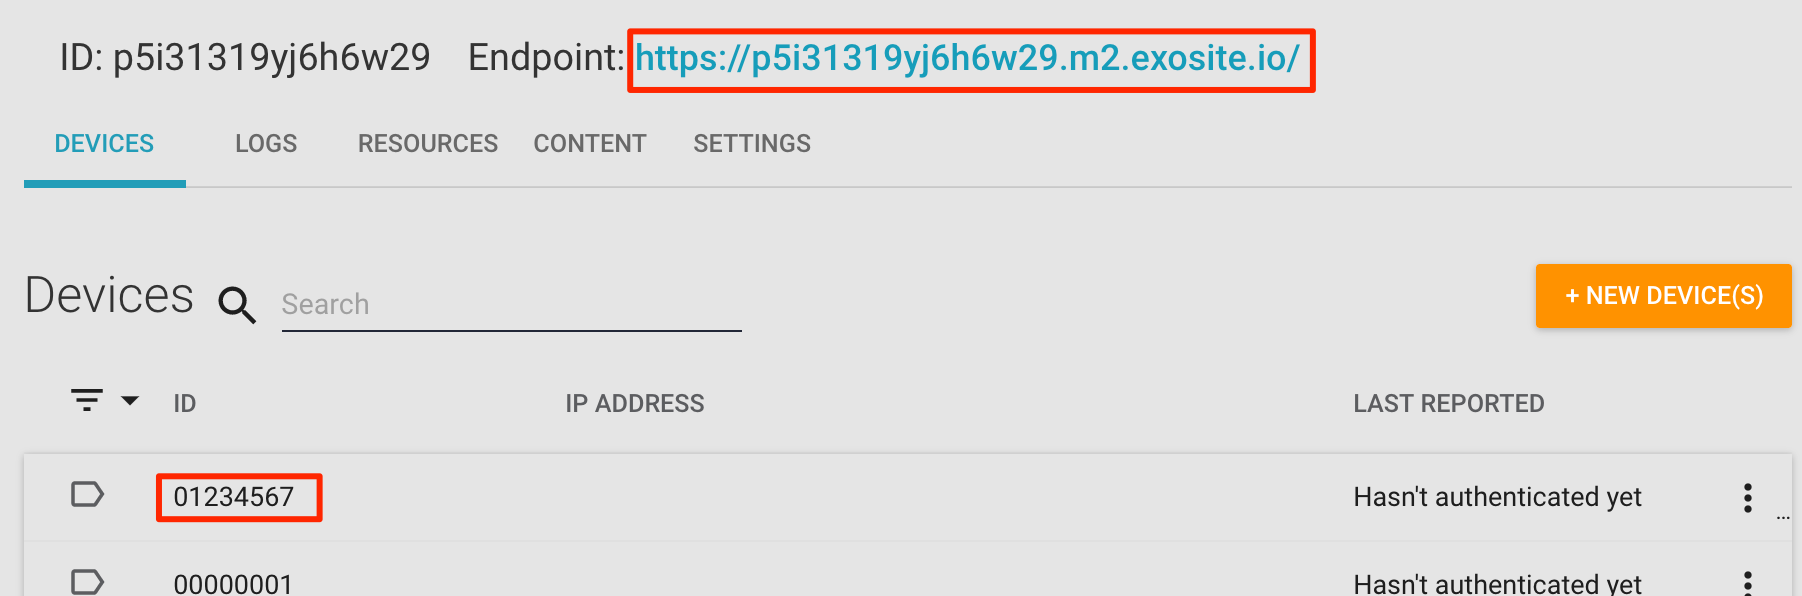 ID: p5i31319yj6h6w29 Endpoint: https://p5i31319yj6h6w29.m2.exosite.io/
DEVICES LOGS RESOURCES CONTENT SETTINGS
Devices Search + NEW DEVICE(S)
ID IP ADDRESS LAST REPORTED
01234567 Hasn't authenticated yet ...
00000001 Hasn't authenticated yet